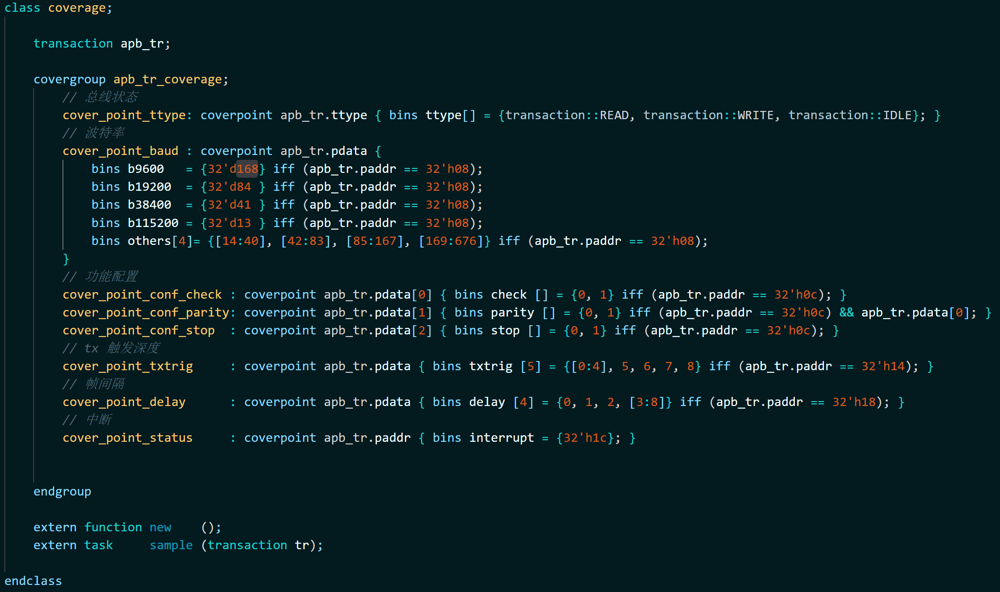 class coverage;
transaction apb_tr;
covergroup apb_tr_coverage;
// 总线状态
cover_point_ttype: coverpoint apb_tr.ttype { bins ttype[] = {transaction::READ, transaction::WRITE, transaction::IDLE}; }
// 波特率
cover_point_baud : coverpoint apb_tr.pdata {
bins b9600   = {32'd168} iff (apb_tr.paddr == 32'h08);
bins b19200  = {32'd84 } iff (apb_tr.paddr == 32'h08);
bins b38400  = {32'd41 } iff (apb_tr.paddr == 32'h08);
bins b115200 = {32'd13 } iff (apb_tr.paddr == 32'h08);
bins others[4]= {[14:40], [42:83], [85:167], [169:676]} iff (apb_tr.paddr == 32'h08);
}
// 功能配置
cover_point_conf_check : coverpoint apb_tr.pdata[0] { bins check [] = {0, 1} iff (apb_tr.paddr == 32'h0c); }
cover_point_conf_parity: coverpoint apb_tr.pdata[1] { bins parity [] = {0, 1} iff (apb_tr.paddr == 32'h0c) && apb_tr.pdata[0]; }
cover_point_conf_stop  : coverpoint apb_tr.pdata[2] { bins stop [] = {0, 1} iff (apb_tr.paddr == 32'h0c); }
// tx 触发深度
cover_point_txtrig     : coverpoint apb_tr.pdata { bins txtrig [5] = {[0:4], 5, 6, 7, 8} iff (apb_tr.paddr == 32'h14); }
// 帧间隔
cover_point_delay      : coverpoint apb_tr.pdata { bins delay [4] = {0, 1, 2, [3:8]} iff (apb_tr.paddr == 32'h18); }
// 中断
cover_point_status     : coverpoint apb_tr.paddr { bins interrupt = {32'h1c}; }
endgroup
extern function new    ();
extern task     sample (transaction tr);
endclass